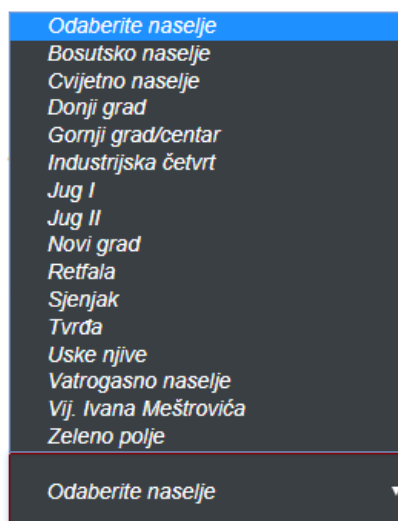 Odaberite naselje
Bosutsko naselje
Cvijetno naselje
Donji grad
Gornji grad/centar
Industrijska četvrt
Jug I
Jug II
Novi grad
Retfala
Sjenjak
Tvrđa
Uske njive
Vatrogasno naselje
Vij. Ivana Meštrovića
Zeleno polje
Odaberite naselje